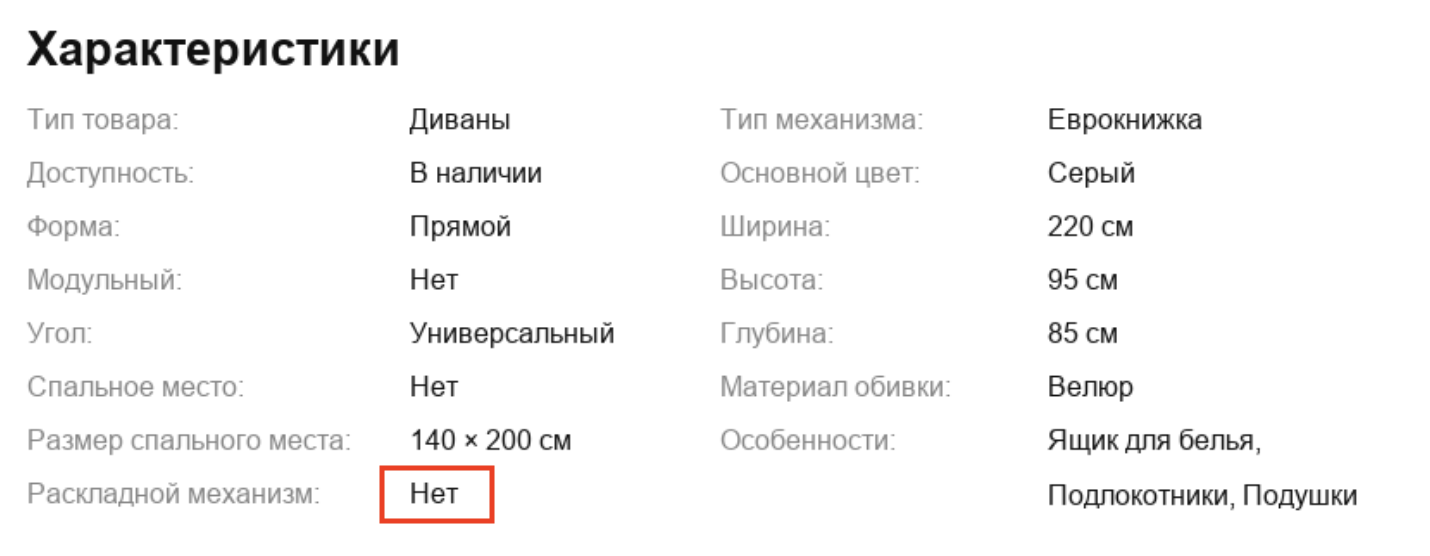 Характеристики
Тип товара: Диваны Тип механизма: Еврокнижка
Доступность: В наличии Основной цвет: Серый
Форма: Прямой Ширина: 220 см
Модульный: Нет Высота: 95 см
Угол: Универсальный Глубина: 85 см
Спальное место: Нет Материал обивки: Велюр
Размер спального места: 140 × 200 см Особенности: Ящик для белья,
Раскладной механизм: Нет Подлокотники, Подушки